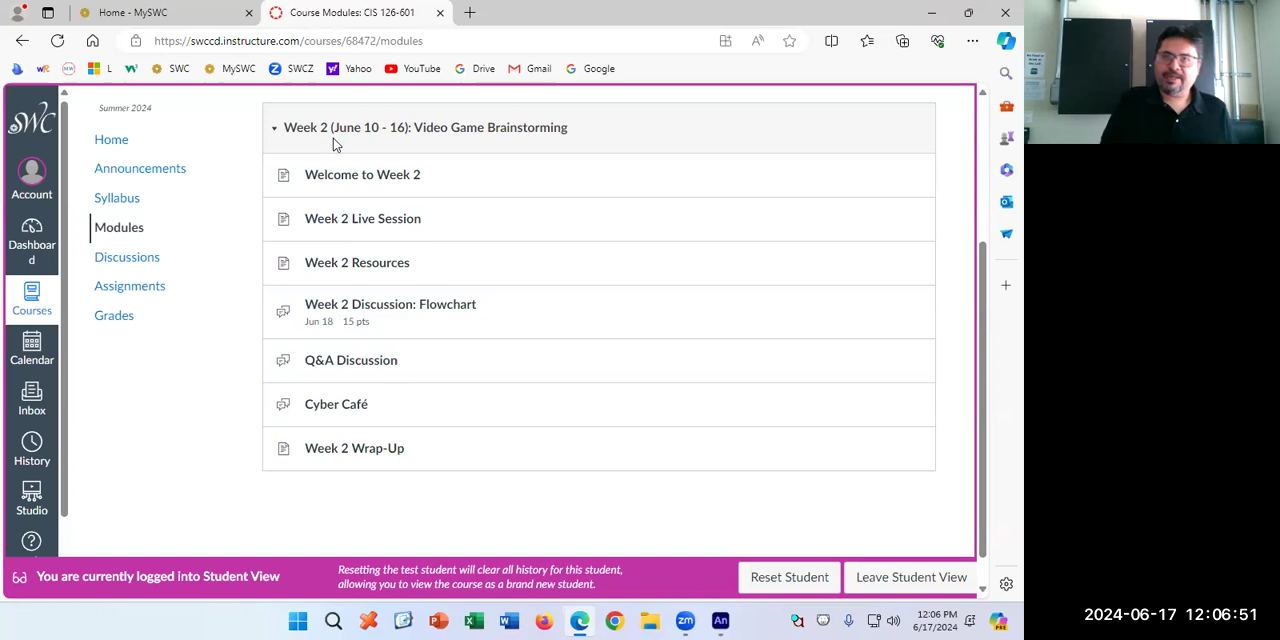 Home - MySWC
Course Modules: CIS 126-601
https://swccd.instructure.com/courses/68472/modules
L
SWC
MySWC
SWCZ
Yahoo
YouTube
Drive
Gmail
Google
SWC
Account
Dashboar
d
Courses
Calendar
Inbox
History
Studio
Summer 2024
Home
Announcements
Syllabus
Modules
Discussions
Assignments
Grades
Week 2 (June 10 - 16): Video Game Brainstorming
Welcome to Week 2
Week 2 Live Session
Week 2 Resources
Week 2 Discussion: Flowchart
Jun 18 15 pts
Q&A Discussion
Cyber Café
Week 2 Wrap-Up
You are currently logged into Student View
Resetting the test student will clear all history for this student,
allowing you to view the course as a brand new student.
Reset Student
Leave Student View
zm
An
12:06 PM
6/17/2024
2024-06-17 12:06:51